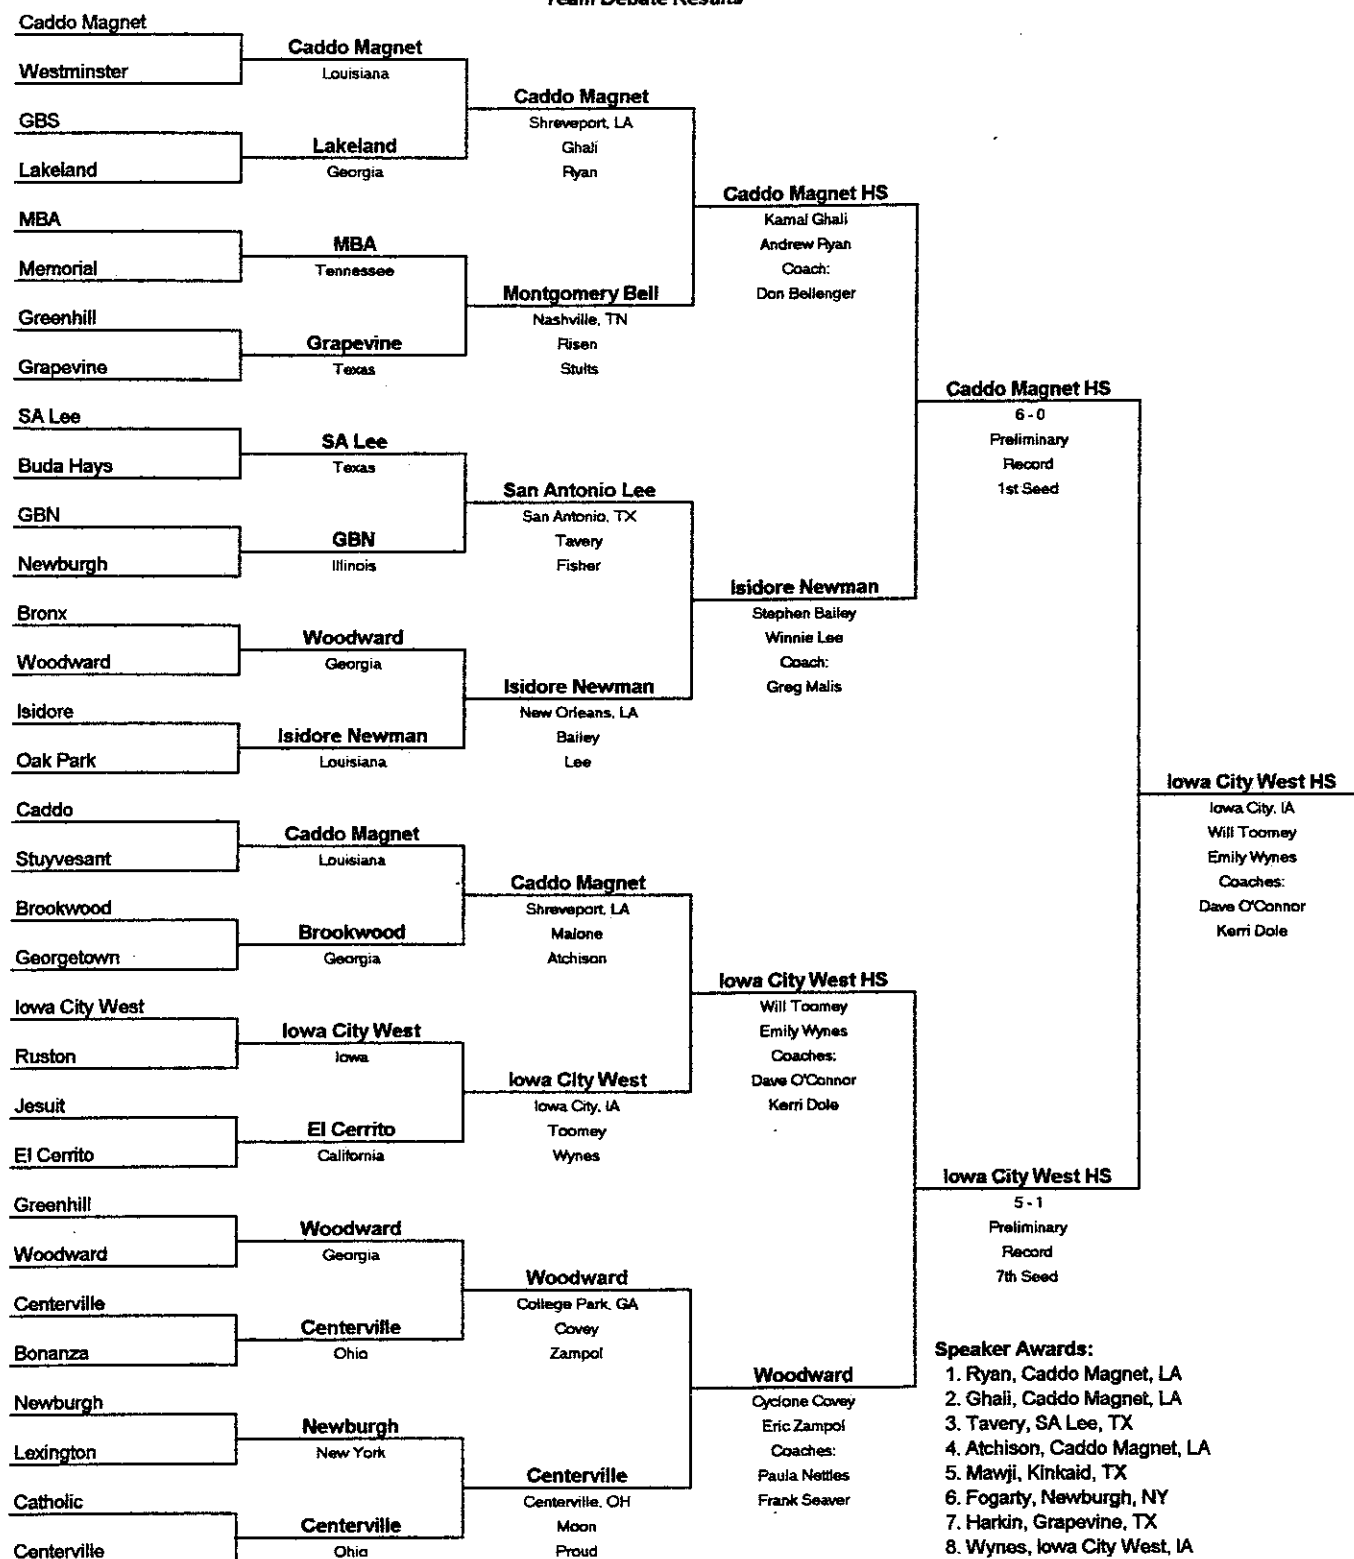 Team Debate Results
Caddo Magnet
Westminster
GBS
Lakeland
MBA
Memorial
Greenhill
Grapevine
SA Lee
Buda Hays
GBN
Newburgh
Bronx
Woodward
Isidore
Oak Park
Caddo
Stuyvesant
Brookwood
Georgetown
Iowa City West
Ruston
Jesuit
El Cerrito
Greenhill
Woodward
Centerville
Bonanza
Newburgh
Lexington
Catholic
Centerville
Caddo Magnet
Louisiana
Lakeland
Georgia
MBA
Tennessee
Grapevine
Texas
SA Lee
Texas
GBN
Illinois
Woodward
Georgia
Isidore Newman
Louisiana
Caddo Magnet
Louisiana
Brookwood
Georgia
Iowa City West
Iowa
El Cerrito
California
Woodward
Georgia
Centerville
Ohio
Newburgh
New York
Centerville
Ohio
Caddo Magnet
Shreveport, LA
Ghali
Ryan
Montgomery Bell
Nashville, TN
Risen
Stults
San Antonio Lee
San Antonio, TX
Tavery
Fisher
Isidore Newman
New Orleans, LA
Bailey
Lee
Caddo Magnet
Shreveport, LA
Malone
Atchison
Iowa City West
Iowa City, IA
Toomey
Wynes
Woodward
College Park, GA
Covey
Zampol
Centerville
Centerville, OH
Moon
Proud
Caddo Magnet HS
Kamal Ghali
Andrew Ryan
Coach:
Don Bellenger
Isidore Newman
Stephen Bailey
Winnie Lee
Coach:
Greg Malis
Iowa City West HS
Will Toomey
Emily Wynes
Coaches:
Dave O'Connor
Kerri Dole
Woodward
Cyclone Covey
Eric Zampol
Coaches:
Paula Nettles
Frank Seaver
Caddo Magnet HS
6 - 0
Preliminary
Record
1st Seed
Iowa City West HS
5 - 1
Preliminary
Record
7th Seed
Iowa City West HS
Iowa City, IA
Will Toomey
Emily Wynes
Coaches:
Dave O'Connor
Kerri Dole
Speaker Awards:
1. Ryan, Caddo Magnet, LA
2. Ghali, Caddo Magnet, LA
3. Tavery, SA Lee, TX
4. Atchison, Caddo Magnet, LA
5. Mawji, Kinkaid, TX
6. Fogarty, Newburgh, NY
7. Harkin, Grapevine, TX
8. Wynes, Iowa City West, IA